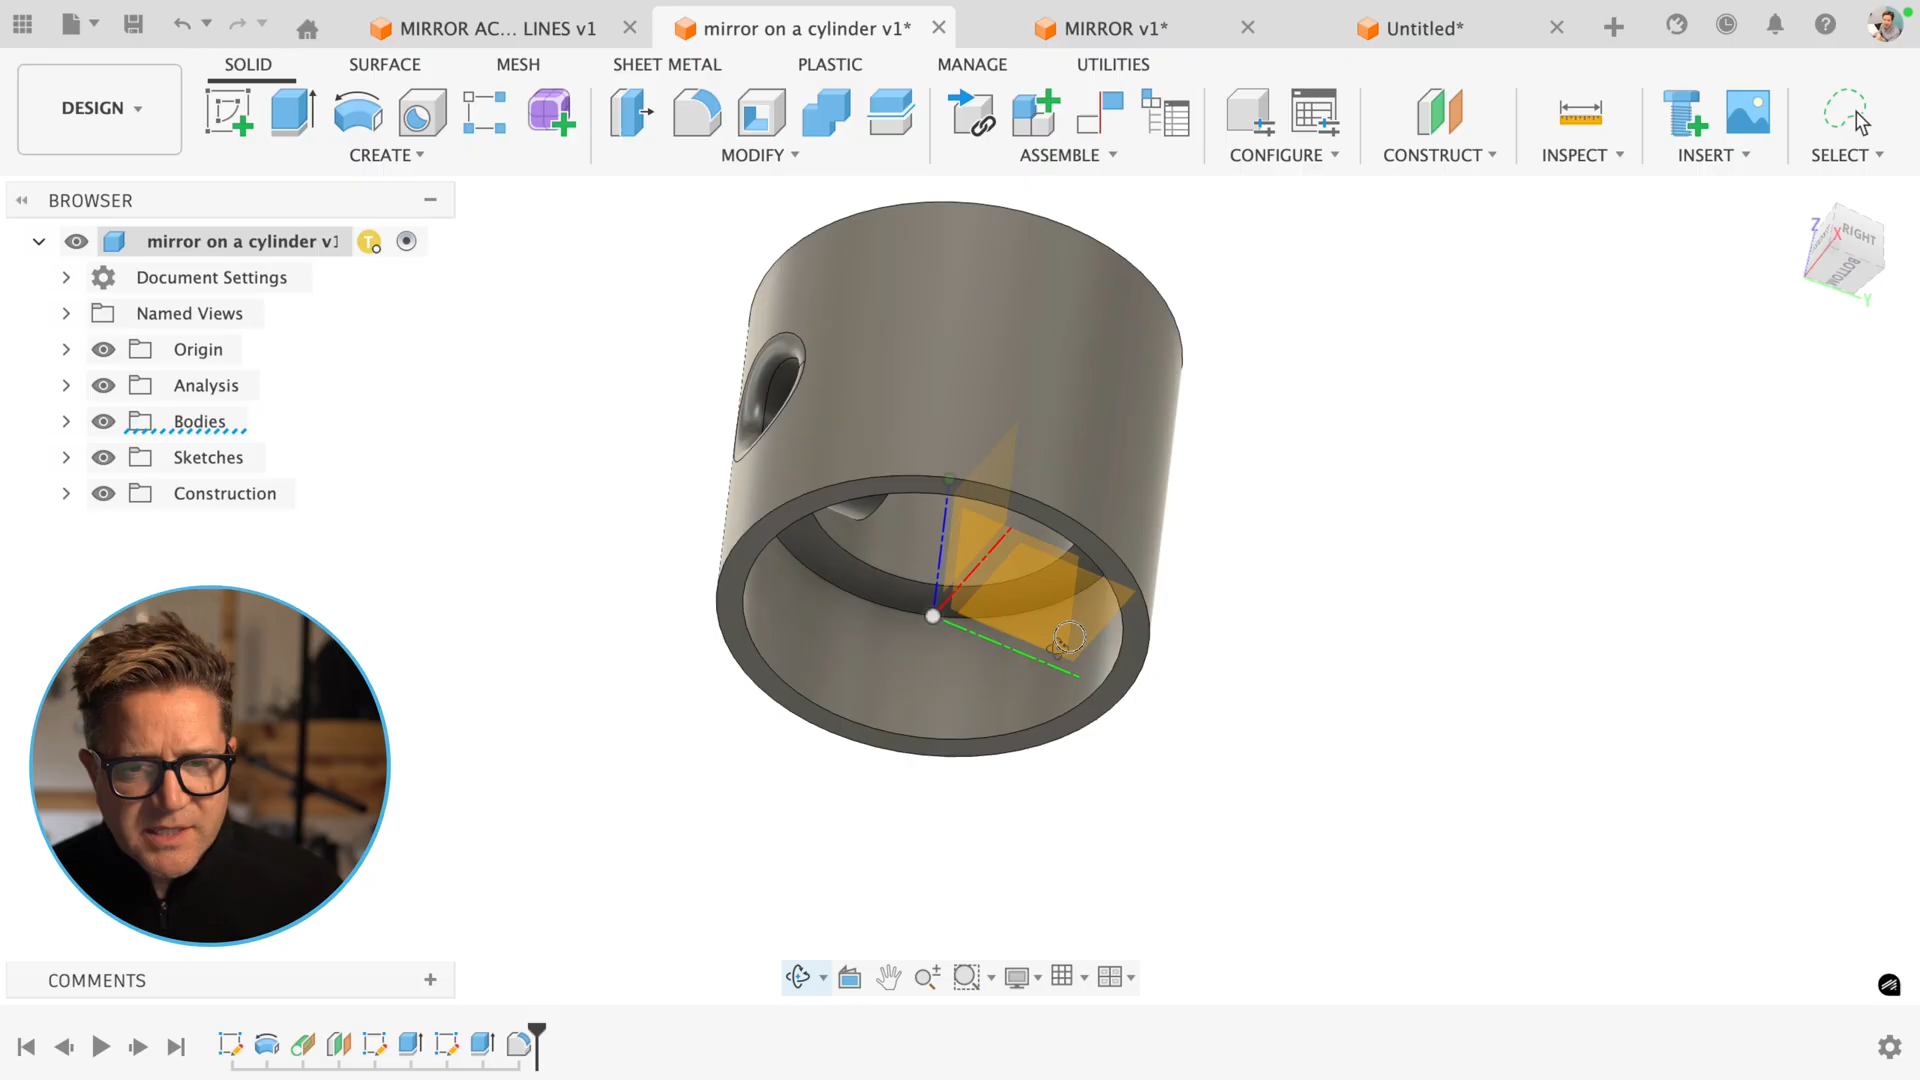 MIRROR AC... LINES v1
mirror on a cylinder v1*
MIRROR v1*
Untitled*
SOLID
SURFACE
MESH
SHEET METAL
PLASTIC
MANAGE
UTILITIES
DESIGN
CREATE
MODIFY
ASSEMBLE
CONFIGURE
CONSTRUCT
INSPECT
INSERT
SELECT
BROWSER
mirror on a cylinder v1
T
Document Settings
Named Views
Origin
Analysis
Bodies
Sketches
Construction
Z
X
RIGHT
BOTTOM
Y
COMMENTS